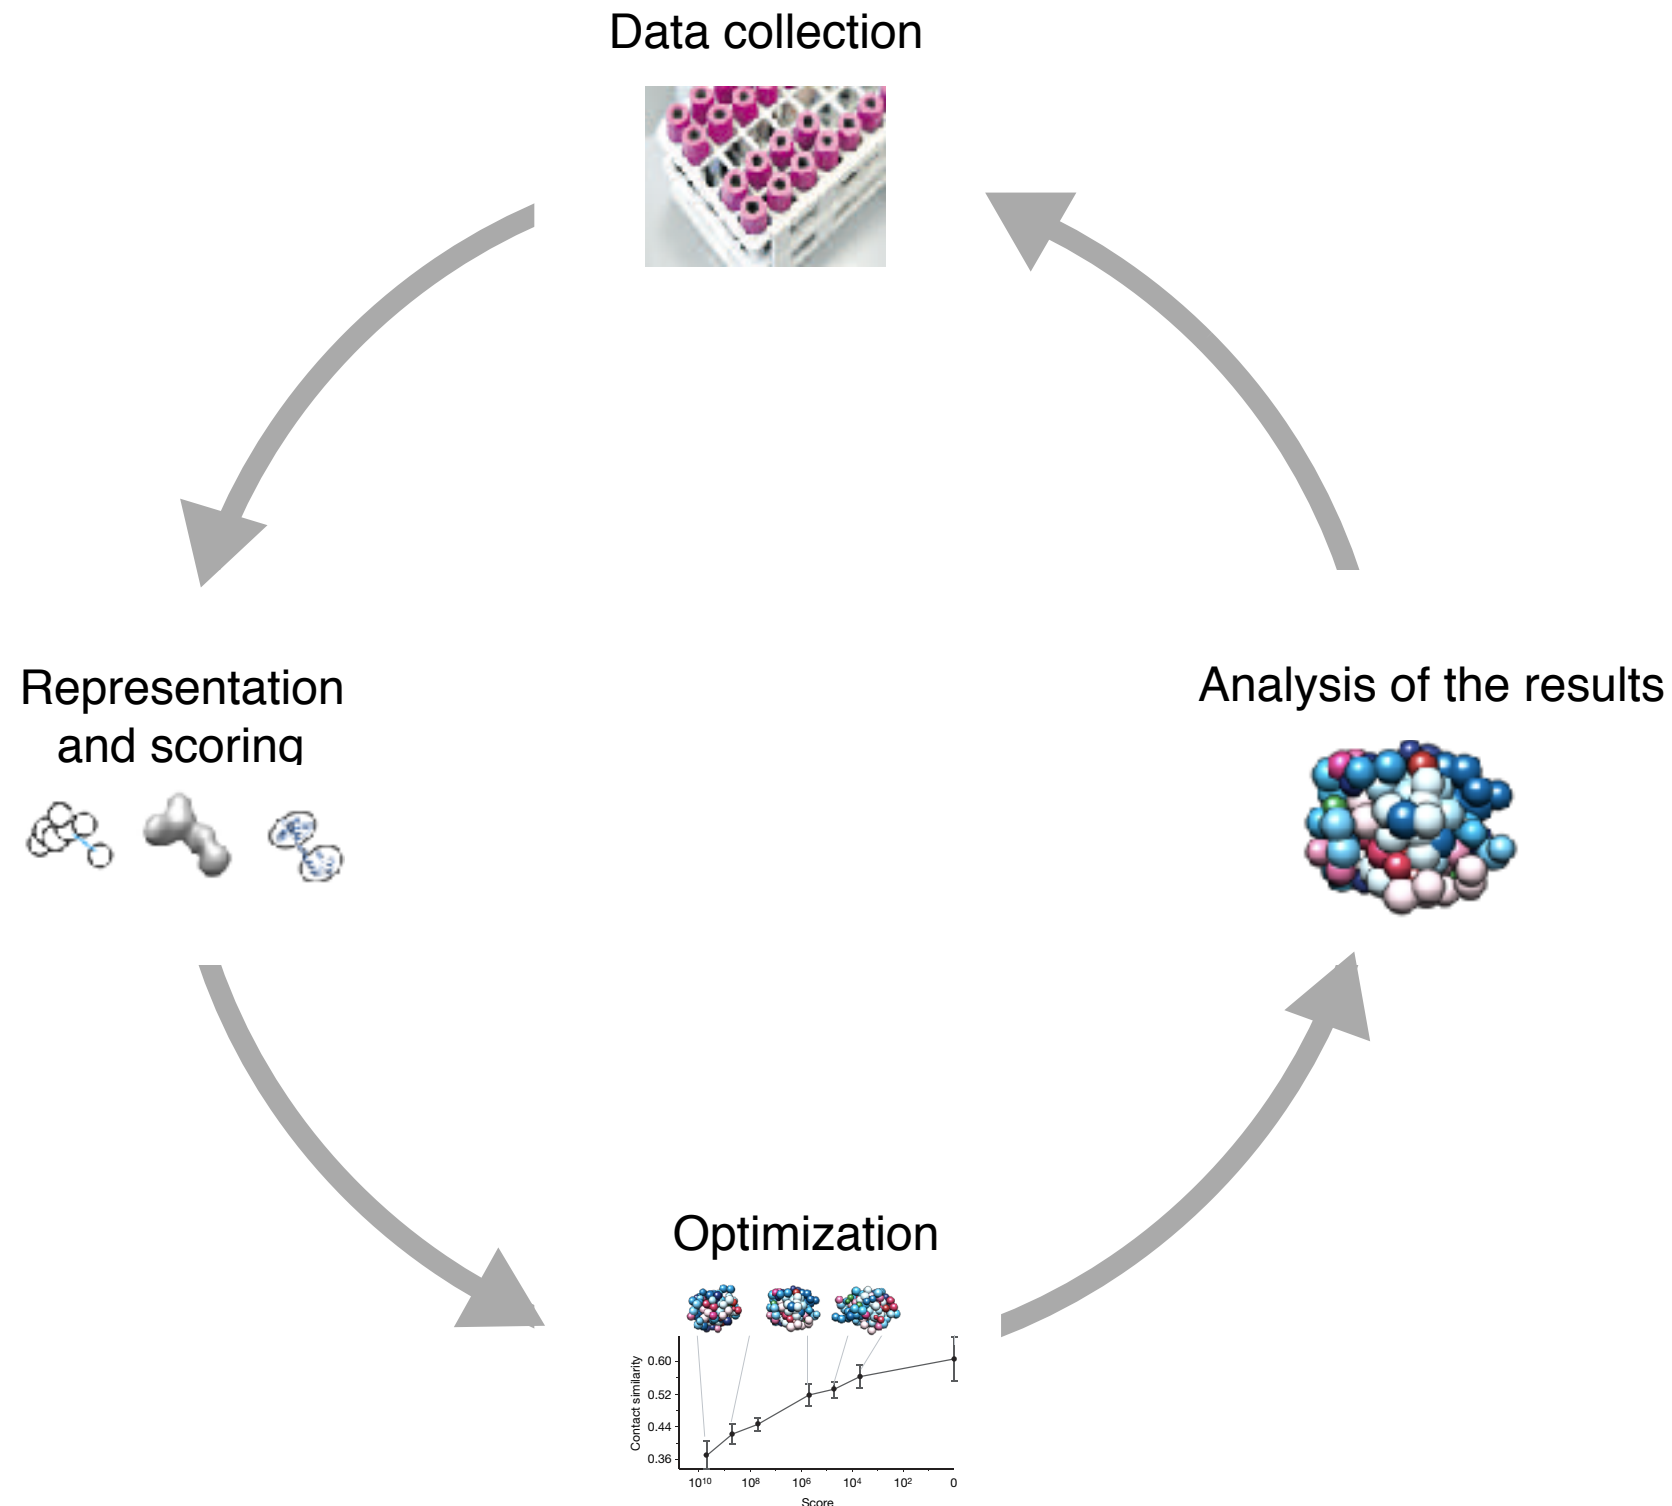 Data collection
Representation
and scoring
Analysis of the results
Optimization
Contact similarity
0.60
0.52
0.44
0.36
10¹⁰ 10⁸ 10⁶ 10⁴ 10² 0
Score